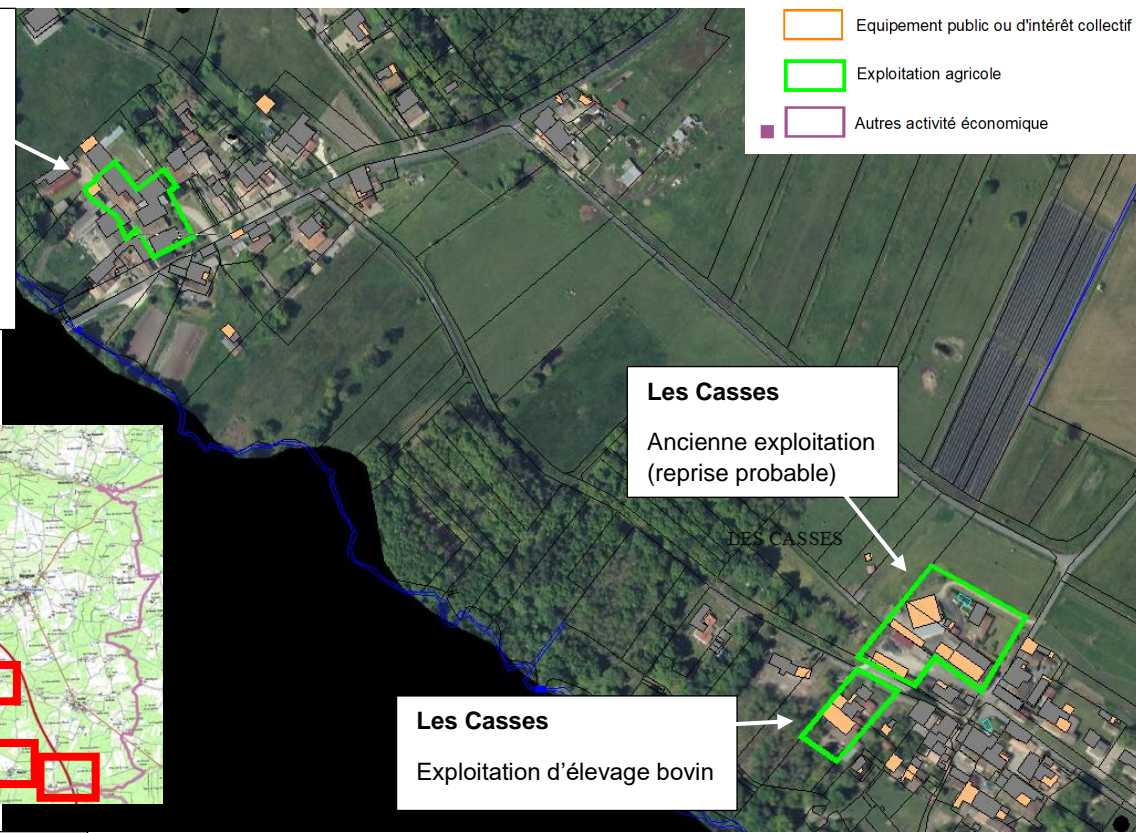 Equipement public ou d'intérêt collectif
Exploitation agricole
Autres activité économique
Les Casses
Ancienne exploitation
(reprise probable)
LES CASSES
Les Casses
Exploitation d'élevage bovin